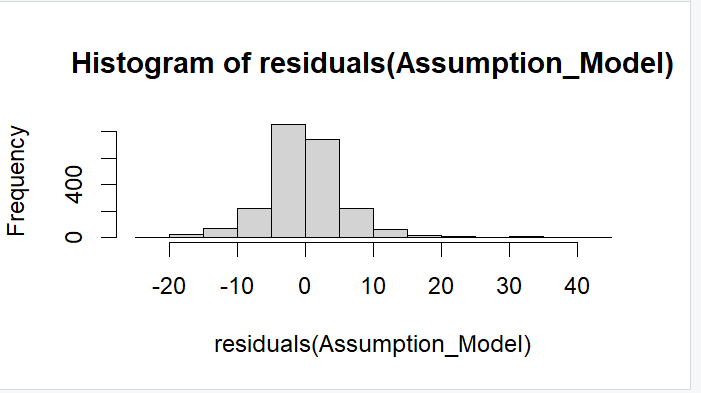 Histogram of residuals(Assumption_Model)
Frequency
400
0
-20 -10 0 10 20 30 40
residuals(Assumption_Model)